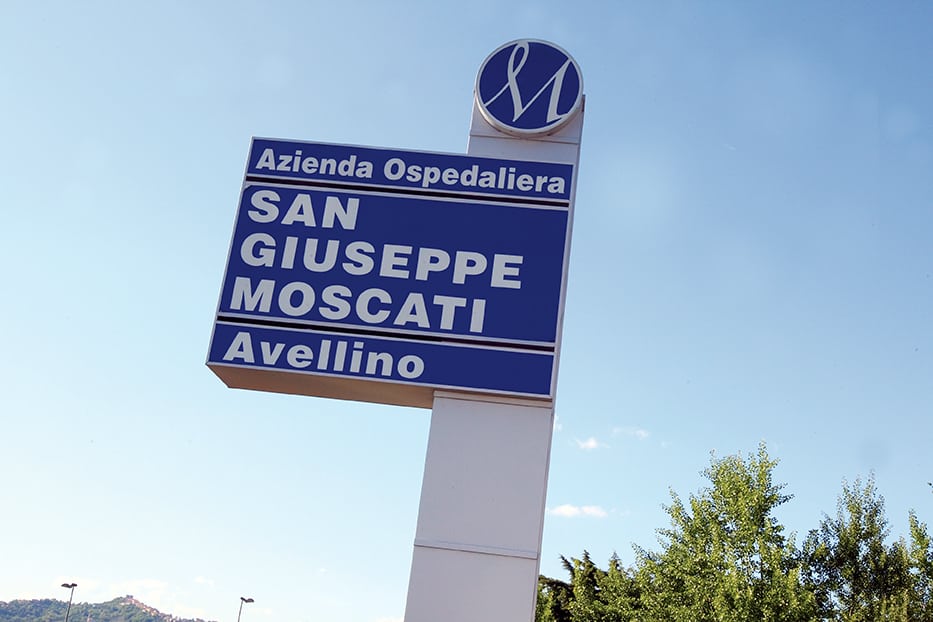 M
Azienda Ospedaliera
SAN
GIUSEPPE
MOSCATI
Avellino